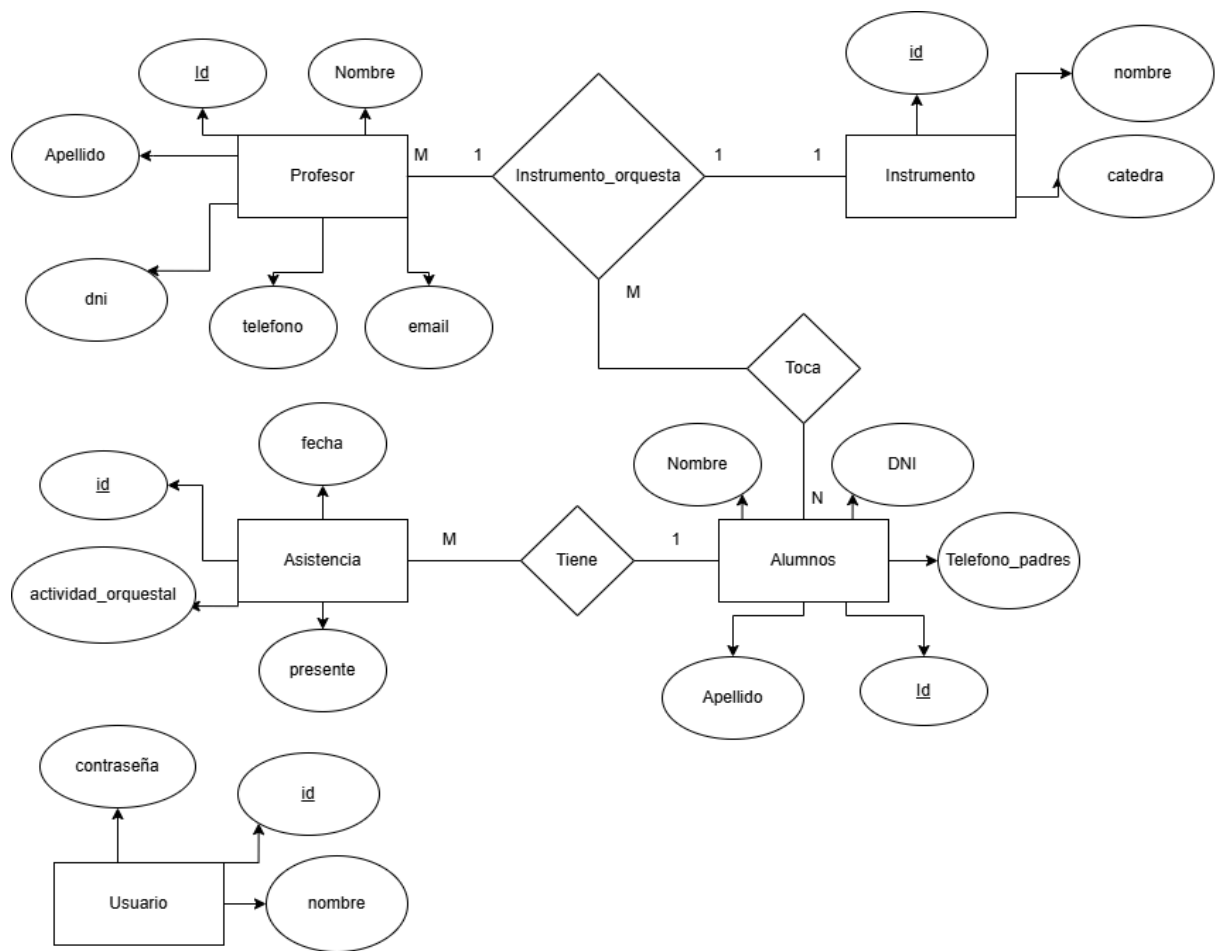 Id
Nombre
id
nombre
Apellido
Profesor
M
1
Instrumento_orquesta
1
1
Instrumento
catedra
dni
telefono
email
M
Toca
fecha
Nombre
DNI
id
N
Asistencia
M
Tiene
1
Alumnos
Telefono_padres
actividad_orquestal
presente
Apellido
Id
contraseña
id
Usuario
nombre